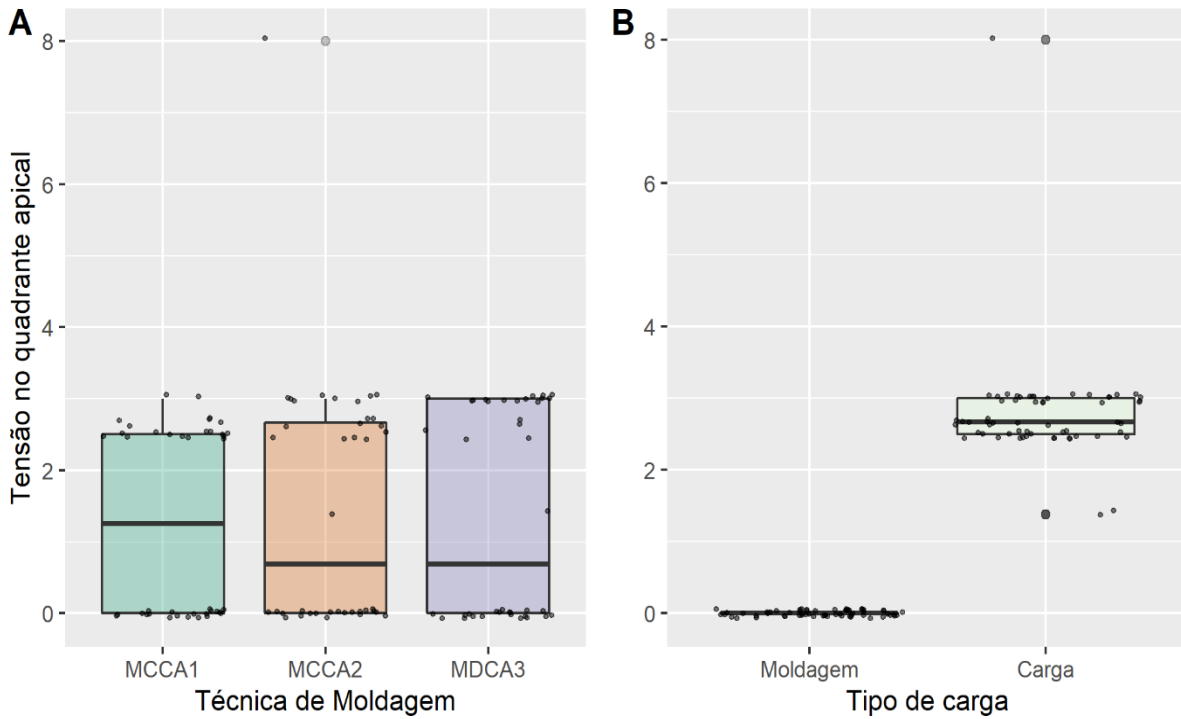 A
B
Tensão no quadrante apical
8
6
4
2
0
MCCA1 MCCA2 MDCA3
Técnica de Moldagem
8
6
4
2
0
Moldagem Carga
Tipo de carga